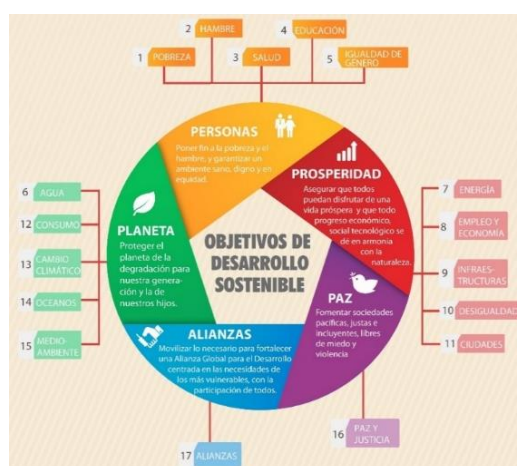 2 HAMBRE
4 EDUCACIÓN
1 POBREZA
3 SALUD
5 IGUALDAD DE
GÉNERO
PERSONAS
Poner fin a la pobreza y el
hambre, y garantizar un
ambiente sano, digno y en
equidad.
PROSPERIDAD
Asegurar que todos
puedan disfrutar de una
vida próspera y que todo
progreso económico,
social tecnológico se
de en armonía
con la
naturaleza.
6 AGUA
12 CONSUMO
13 CAMBIO
CLIMÁTICO
14 OCEANOS
15 MEDIO-
AMBIENTE
PLANETA
Proteger el
planeta de la
degradación para
nuestra genera-
ción y la de
nuestros hijos.
OBJETIVOS DE
DESARROLLO
SOSTENIBLE
7 ENERGÍA
8 EMPLEO Y
ECONOMÍA
9 INFRAES-
TRUCTURAS
10 DESIGUALDAD
11 CIUDADES
PAZ
Fomentar sociedades
pacíficas, justas e
incluyentes, libres
de miedo y
violencia
ALIANZAS
Movilizar lo necesario para fortalecer
una Alianza Global para el Desarrollo
centrada en las necesidades de
los más vulnerables, con la
participación de todos.
16 PAZ Y
JUSTICIA
17 ALIANZAS